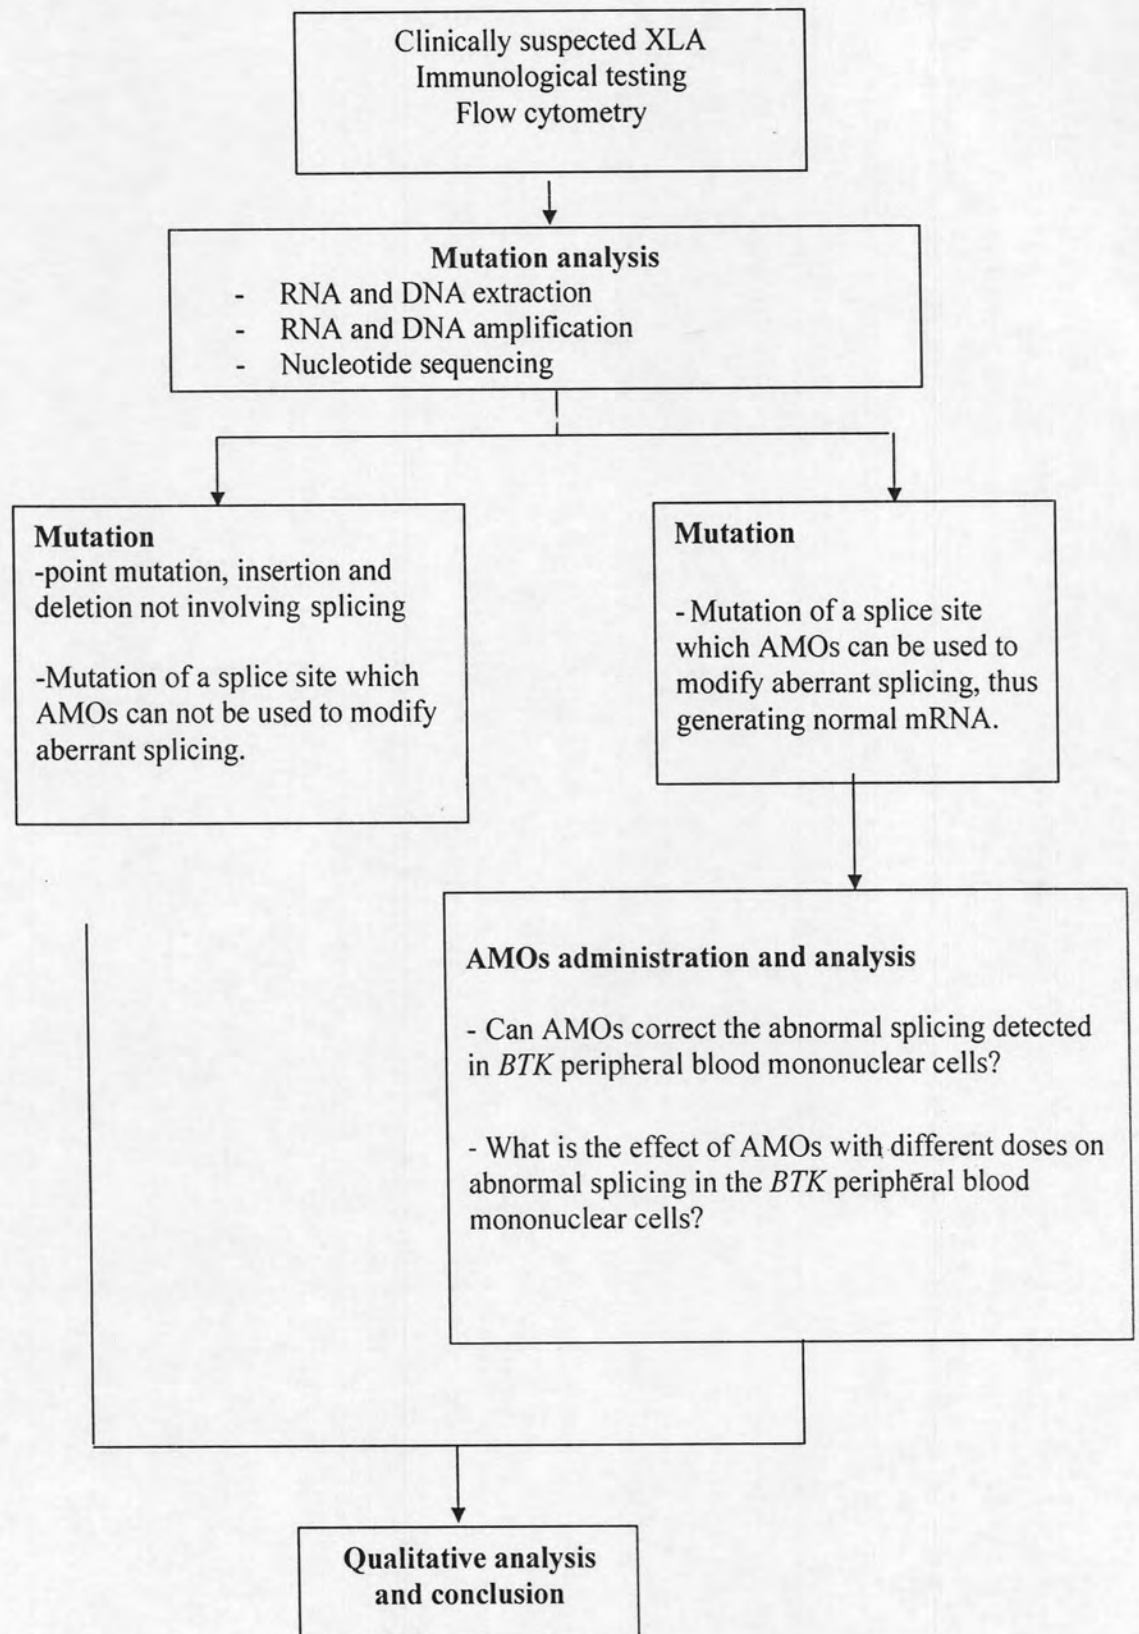 Clinically suspected XLA
Immunological testing
Flow cytometry
Mutation analysis
- RNA and DNA extraction
- RNA and DNA amplification
- Nucleotide sequencing
Mutation
-point mutation, insertion and
deletion not involving splicing
-Mutation of a splice site which
AMOs can not be used to modify
aberrant splicing.
Mutation
- Mutation of a splice site
which AMOs can be used to
modify aberrant splicing, thus
generating normal mRNA.
AMOs administration and analysis
- Can AMOs correct the abnormal splicing detected
in BTK peripheral blood mononuclear cells?
- What is the effect of AMOs with different doses on
abnormal splicing in the BTK peripheral blood
mononuclear cells?
Qualitative analysis
and conclusion